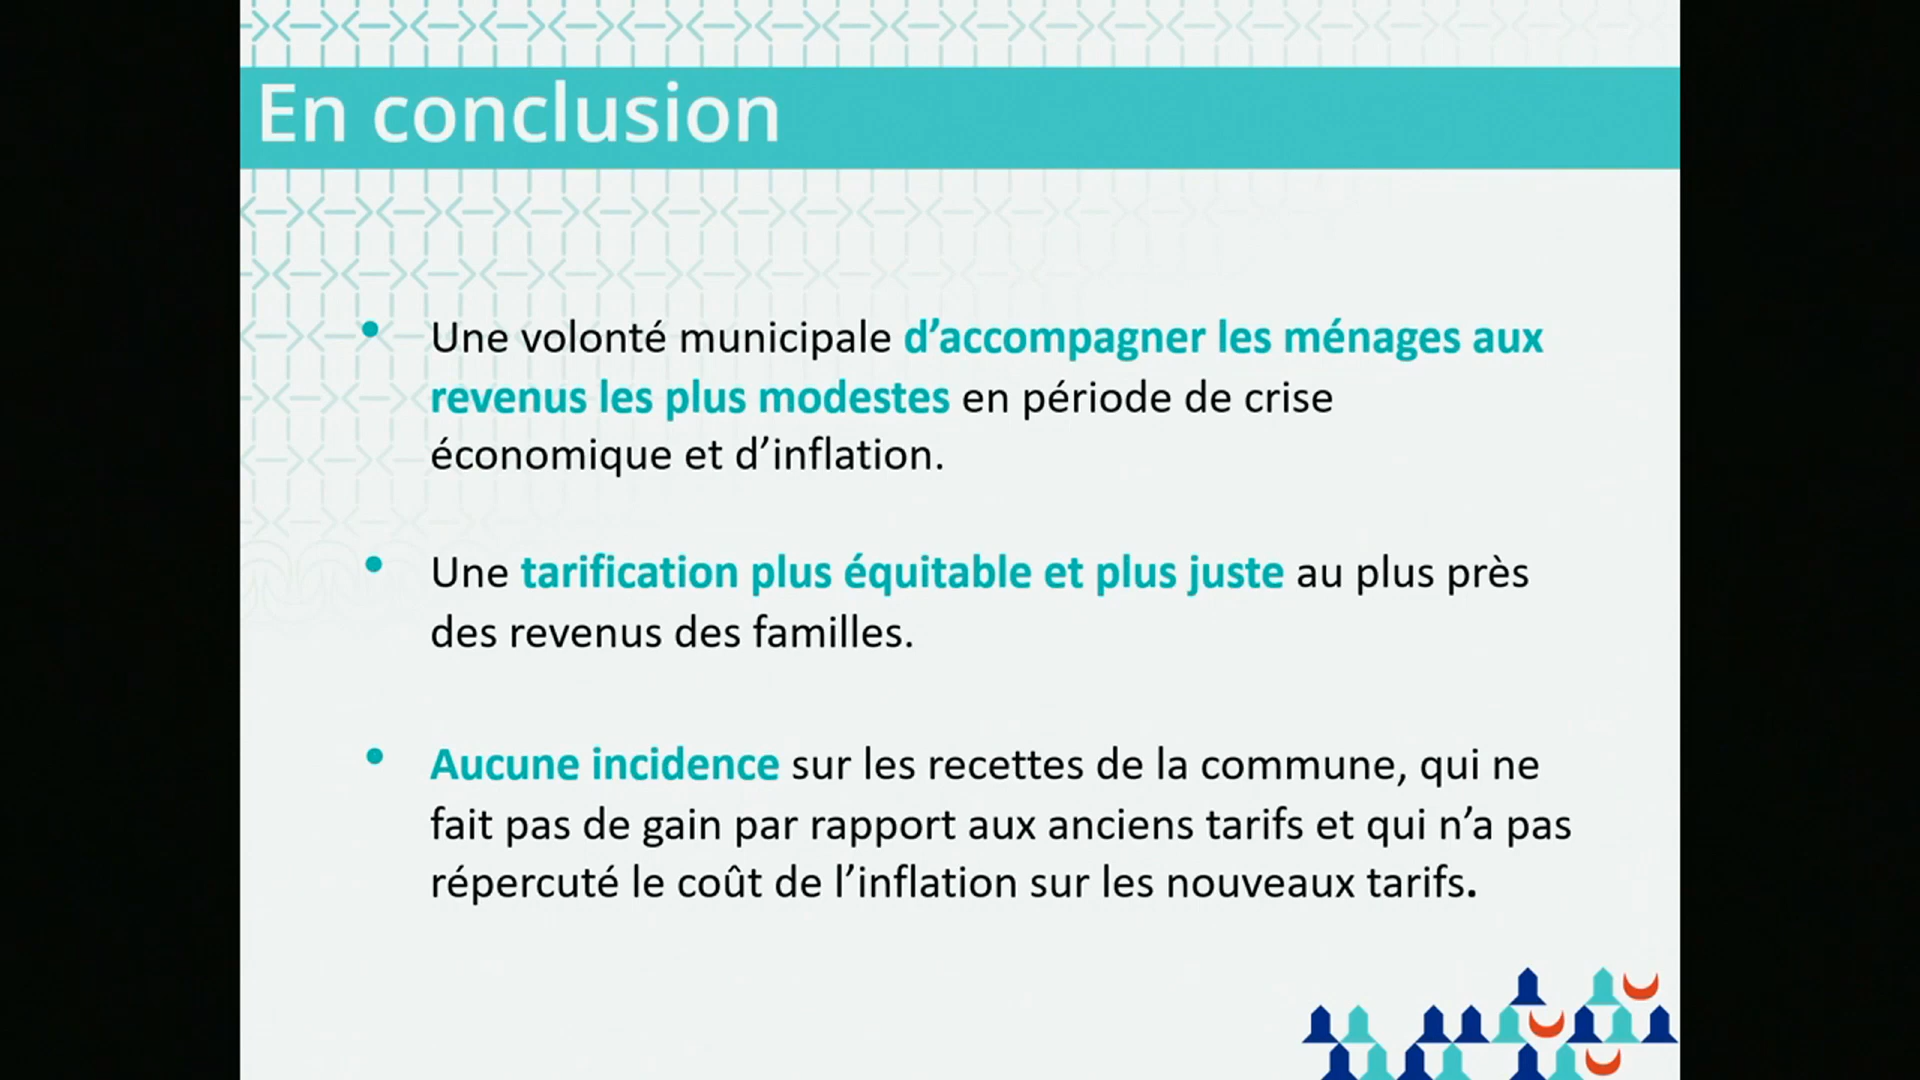 En conclusion
• Une volonté municipale d’accompagner les ménages aux
revenus les plus modestes en période de crise
économique et d’inflation.
• Une tarification plus équitable et plus juste au plus près
des revenus des familles.
• Aucune incidence sur les recettes de la commune, qui ne
fait pas de gain par rapport aux anciens tarifs et qui n’a pas
répercuté le coût de l’inflation sur les nouveaux tarifs.